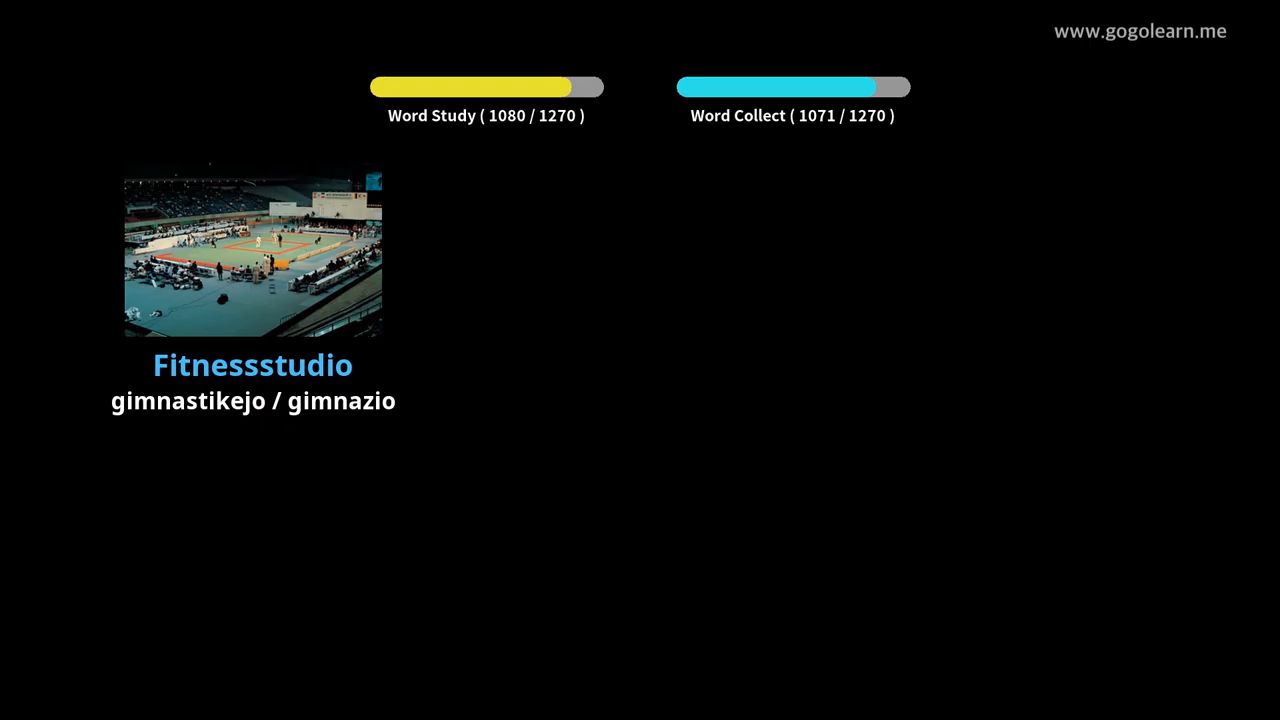 www.gogolearn.me
Word Study ( 1080 / 1270 )
Word Collect ( 1071 / 1270 )
Fitnessstudio
gimnastikejo / gimnazio